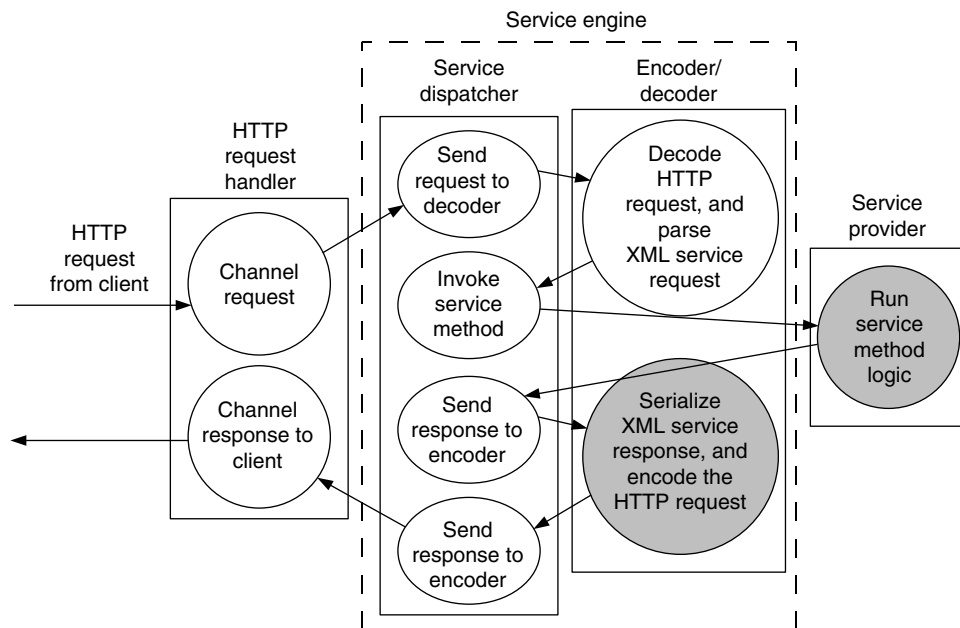 Service engine
Service
dispatcher
Encoder/
decoder
HTTP
request
handler
Service
provider
HTTP
request
from client
Channel
request
Send
request to
decoder
Decode
HTTP
request, and
parse
XML service
request
Invoke
service
method
Run
service
method
logic
Send
response to
encoder
Serialize
XML service
response, and
encode the
HTTP request
Send
response to
encoder
Channel
response to
client